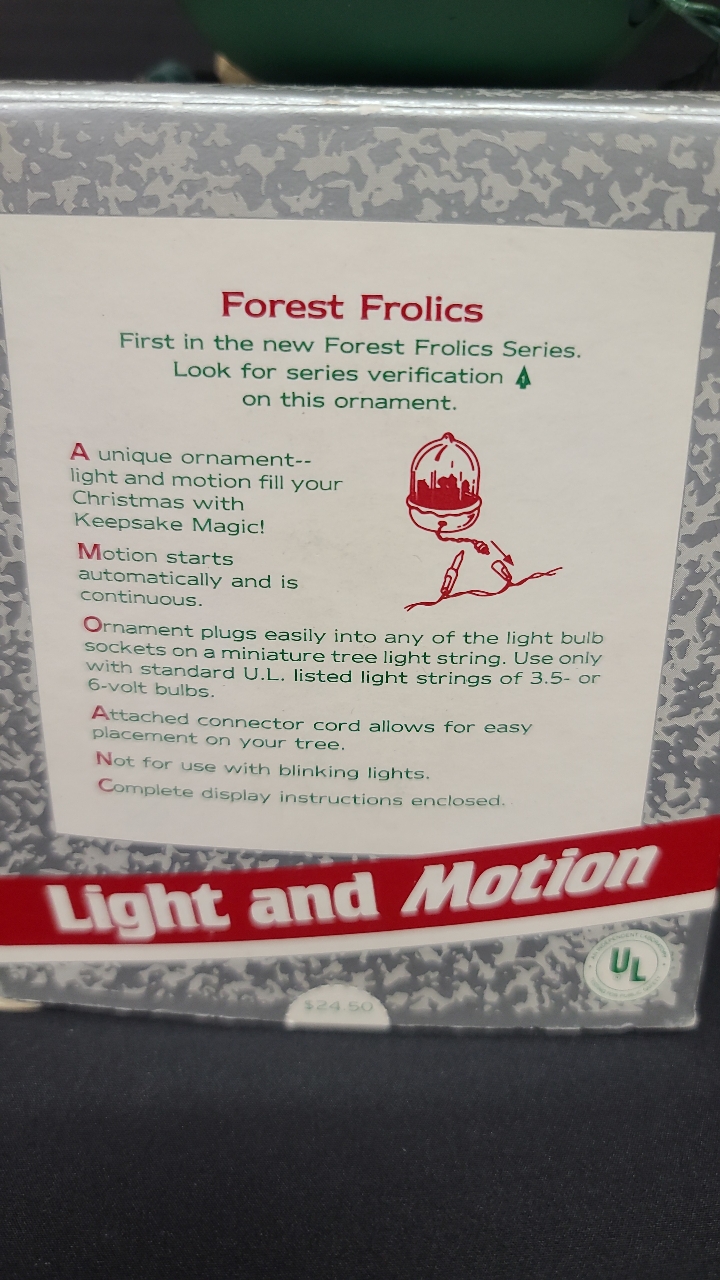 Forest Frolics
First in the new Forest Frolics Series.
Look for series verification
on this ornament.
A unique ornament--
light and motion fill your
Christmas with
Keepsake Magic!
Motion starts
automatically and is
continuous.
Ornament plugs easily into any of the light bulb
sockets on a miniature tree light string. Use only
with standard U.L. listed light strings of 3.5- or
6-volt bulbs.
Attached connector cord allows for easy
placement on your tree.
Not for use with blinking lights.
Complete display instructions enclosed.
Light and Motion
UL
$24.50